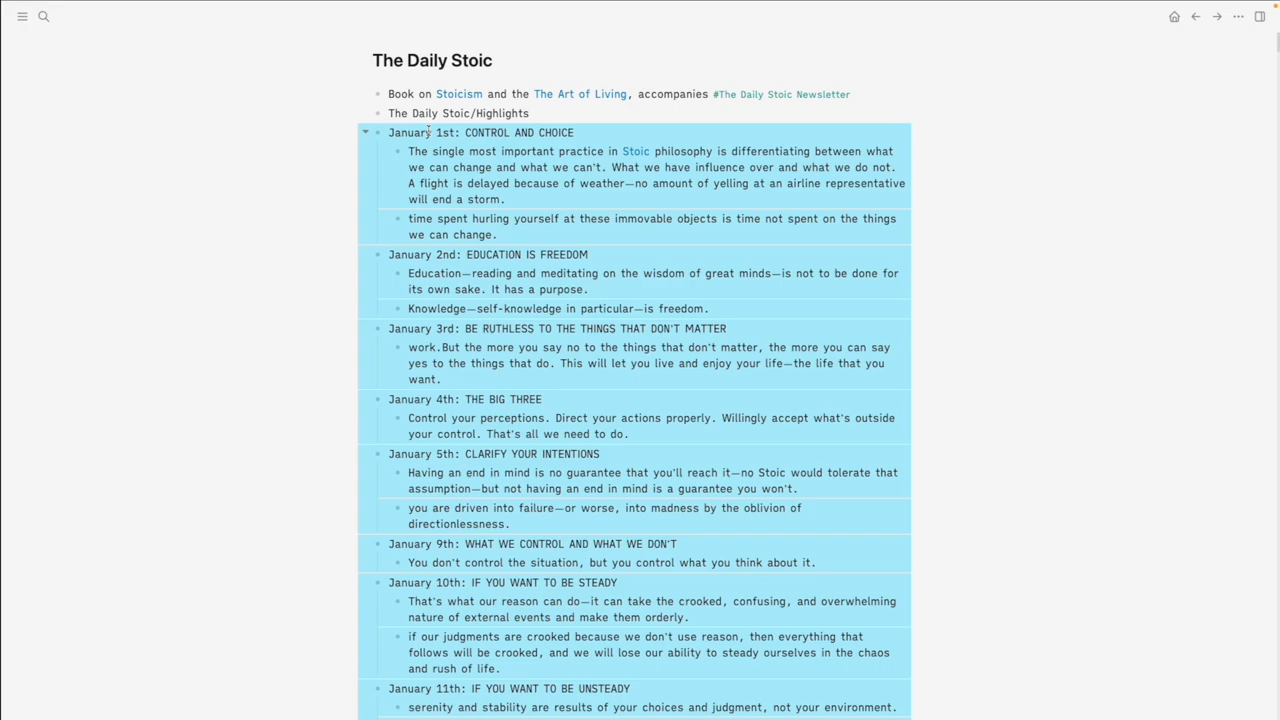 The Daily Stoic
Book on Stoicism and the The Art of Living, accompanies #The Daily Stoic Newsletter
The Daily Stoic/Highlights
January 1st: CONTROL AND CHOICE
The single most important practice in Stoic philosophy is differentiating between what
we can change and what we can't. What we have influence over and what we do not.
A flight is delayed because of weather—no amount of yelling at an airline representative
will end a storm.
time spent hurling yourself at these immovable objects is time not spent on the things
we can change.
January 2nd: EDUCATION IS FREEDOM
Education—reading and meditating on the wisdom of great minds—is not to be done for
its own sake. It has a purpose.
Knowledge—self-knowledge in particular—is freedom.
January 3rd: BE RUTHLESS TO THE THINGS THAT DON'T MATTER
work.But the more you say no to the things that don't matter, the more you can say
yes to the things that do. This will let you live and enjoy your life—the life that you
want.
January 4th: THE BIG THREE
Control your perceptions. Direct your actions properly. Willingly accept what's outside
your control. That's all we need to do.
January 5th: CLARIFY YOUR INTENTIONS
Having an end in mind is no guarantee that you'll reach it—no Stoic would tolerate that
assumption—but not having an end in mind is a guarantee you won't.
you are driven into failure—or worse, into madness by the oblivion of
directionlessness.
January 9th: WHAT WE CONTROL AND WHAT WE DON'T
You don't control the situation, but you control what you think about it.
January 10th: IF YOU WANT TO BE STEADY
That's what our reason can do—it can take the crooked, confusing, and overwhelming
nature of external events and make them orderly.
if our judgments are crooked because we don't use reason, then everything that
follows will be crooked, and we will lose our ability to steady ourselves in the chaos
and rush of life.
January 11th: IF YOU WANT TO BE UNSTEADY
serenity and stability are results of your choices and judgment, not your environment.